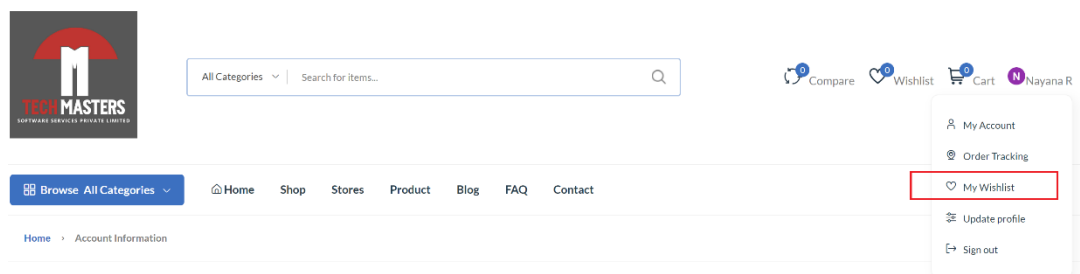 M
TECH MASTERS
SOFTWARE SERVICES PRIVATE LIMITED
All Categories
Search for items...
0
Compare
0
Wishlist
0
Cart
N
Nayana R
My Account
Order Tracking
My Wishlist
Update profile
Sign out
Browse All Categories
Home
Shop
Stores
Product
Blog
FAQ
Contact
Home > Account Information